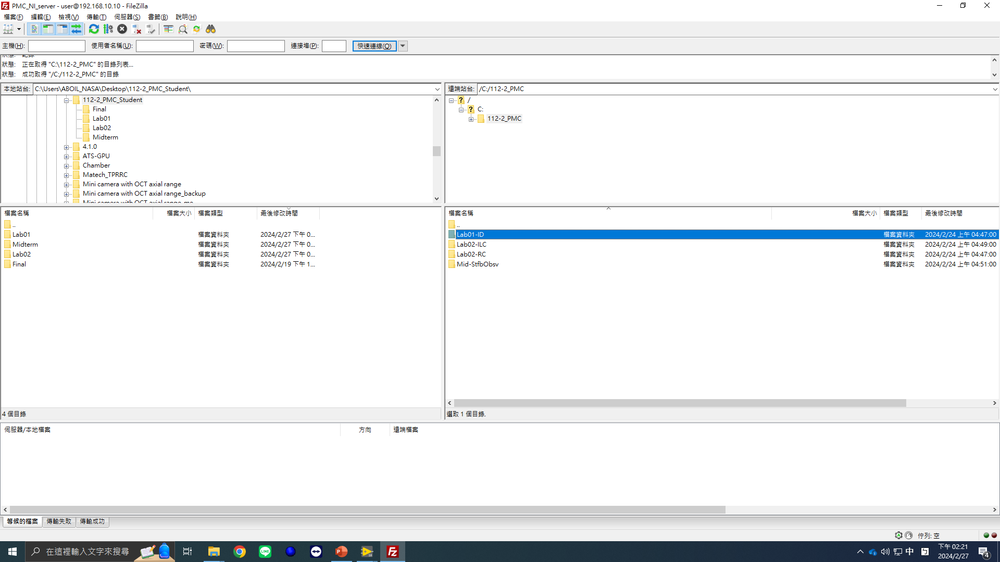 PMC_NI_server - user@192.168.10.10 - FileZilla
檔案(F) 編輯(E) 檢視(V) 傳輸(T) 伺服器(S) 書籤(B) 說明(H)
主機(H): 使用者名稱(U): 密碼(W): 連接埠(P): 快速連線(Q)
狀態: 正在取得 "C:\112-2_PMC" 的目錄列表...
狀態: 成功取得 "/C:/112-2_PMC" 的目錄
本地站台: C:\Users\ABOIL_NASA\Desktop\112-2_PMC_Student\
112-2_PMC_Student
Final
Lab01
Lab02
Midterm
4.1.0
ATS-GPU
Chamber
Matech_TPRRC
Mini camera with OCT axial range
Mini camera with OCT axial range_backup
遠端站台: /C:/112-2_PMC
/
C:
112-2_PMC
檔案名稱 檔案大小 檔案類型 最後修改時間
..
Lab01 檔案資料夾 2024/2/27 下午 0...
Midterm 檔案資料夾 2024/2/27 下午 0...
Lab02 檔案資料夾 2024/2/27 下午 0...
Final 檔案資料夾 2024/2/19 下午 1...
4 個目錄
檔案名稱 檔案大小 檔案類型 最後修改時間
..
Lab01-ID 檔案資料夾 2024/2/24 上午 04:47:00
Lab02-ILC 檔案資料夾 2024/2/24 上午 04:49:00
Lab02-RC 檔案資料夾 2024/2/24 上午 04:47:00
Mid-StfbObsv 檔案資料夾 2024/2/24 上午 04:51:00
選取 1 個目錄.
伺服器/本地檔案 方向 遠端檔案
等候的檔案 傳輸失敗 傳輸成功
佇列: 空
在這裡輸入文字來搜尋
LINE
中
下午 02:21
2024/2/27
4